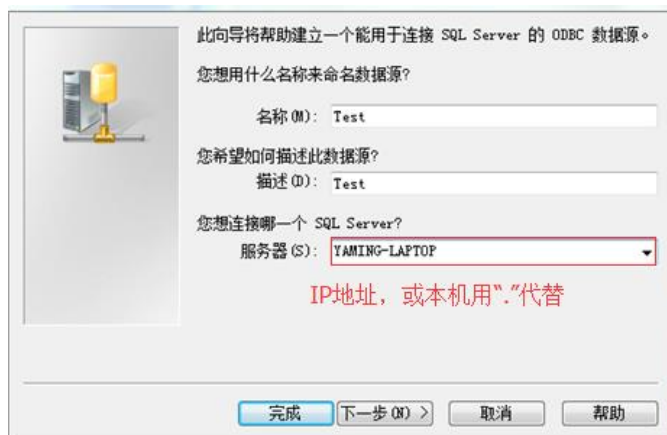 此向导将帮助建立一个能用于连接 SQL Server 的 ODBC 数据源。
您想用什么名称来命名数据源?
名称(M): Test
您希望如何描述此数据源?
描述(D): Test
您想连接哪一个 SQL Server?
服务器(S): YAMING-LAPTOP
IP地址，或本机用“.”代替
完成 下一步(N) > 取消 帮助